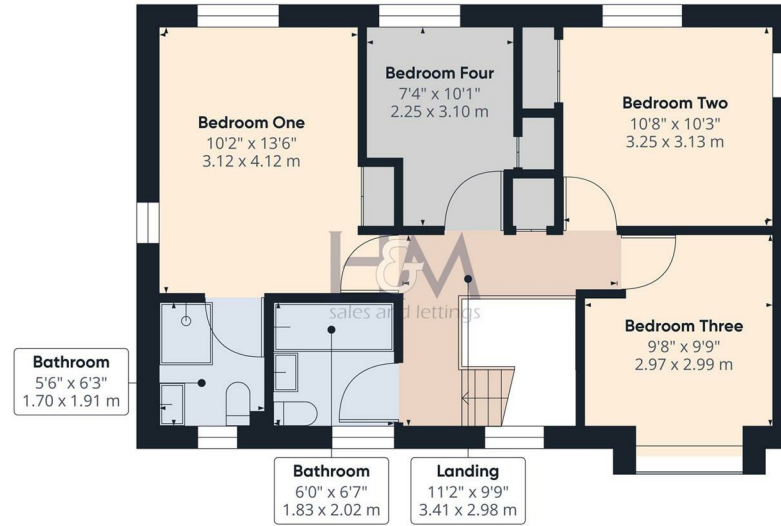 Bedroom One
10'2" x 13'6"
3.12 x 4.12 m
Bedroom Four
7'4" x 10'1"
2.25 x 3.10 m
Bedroom Two
10'8" x 10'3"
3.25 x 3.13 m
H&M
sales and lettings
Bedroom Three
9'8" x 9'9"
2.97 x 2.99 m
Bathroom
5'6" x 6'3"
1.70 x 1.91 m
Bathroom
6'0" x 6'7"
1.83 x 2.02 m
Landing
11'2" x 9'9"
3.41 x 2.98 m